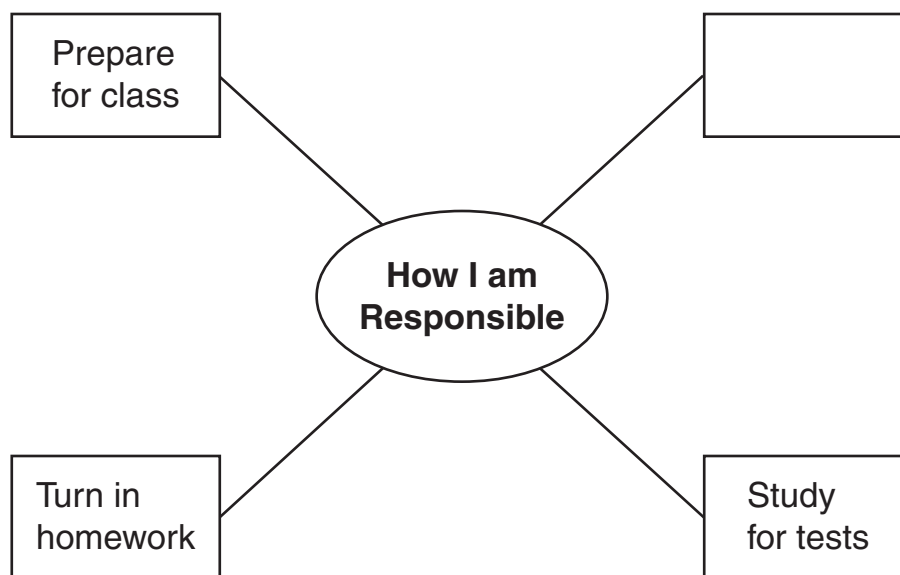 Prepare
for class
How I am
Responsible
Turn in
homework
Study
for tests